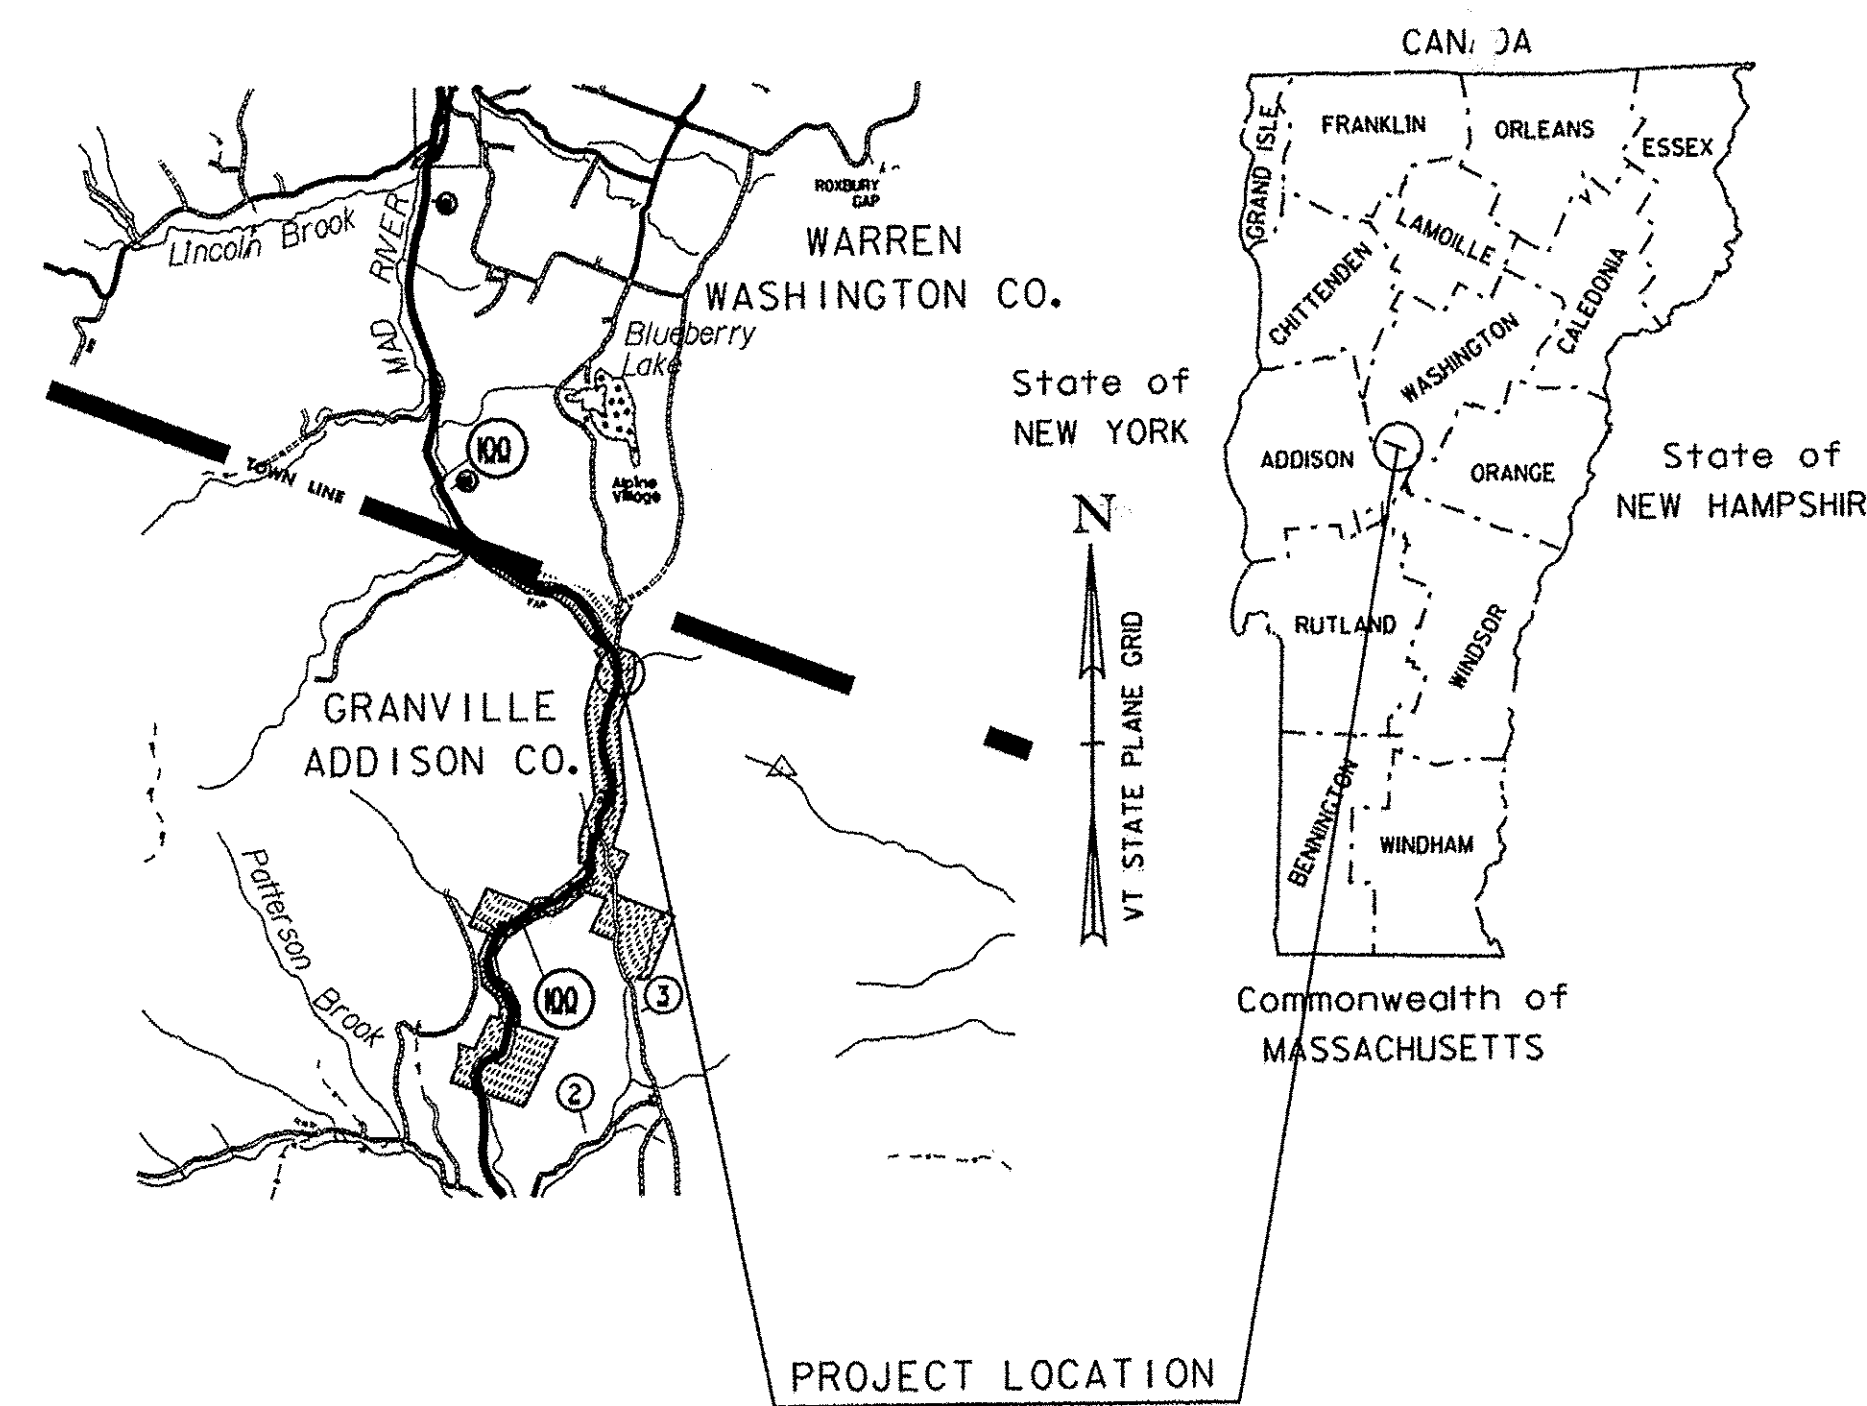 CANADA
FRANKLIN
ORLEANS
ESSEX
GRAND ISLE
LAMOILLE
CHITTENDEN
CALEDONIA
WASHINGTON
ADDISON
ORANGE
RUTLAND
WINDSOR
BENNINGTON
WINDHAM
State of
NEW YORK
State of
NEW HAMPSHIR
Commonwealth of
MASSACHUSETTS
N
VT STATE PLANE GRID
ROXBURY
GAP
WARREN
WASHINGTON CO.
Lincoln Brook
MAD RIVER
Blueberry
Lake
100
Alpine
Village
TOWN LINE
GRANVILLE
ADDISON CO.
Patterson Brook
100
3
2
PROJECT LOCATION